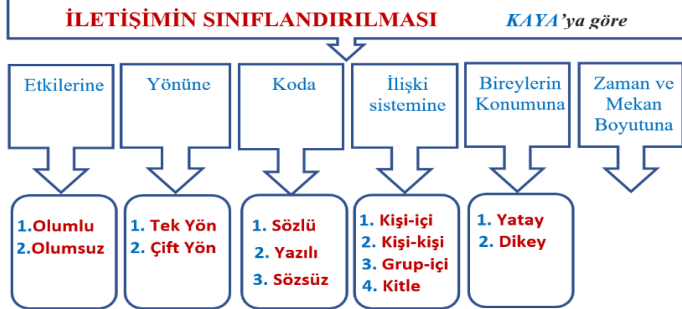 İLETİŞİMİN SINIFLANDIRILMASI KAYA’ya göre
Etkilerine
Yönüne
Koda
İlişki
sistemine
Bireylerin
Konumuna
Zaman ve
Mekan
Boyutuna
1.Olumlu
2.Olumsuz
1. Tek Yön
2. Çift Yön
1. Sözlü
2. Yazılı
3. Sözsüz
1. Kişi-içi
2. Kişi-kişi
3. Grup-içi
4. Kitle
1. Yatay
2. Dikey